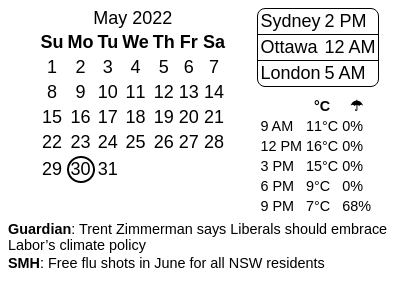 May 2022
Su Mo Tu We Th Fr Sa
1 2 3 4 5 6 7
8 9 10 11 12 13 14
15 16 17 18 19 20 21
22 23 24 25 26 27 28
29 30 31
Sydney 2 PM
Ottawa 12 AM
London 5 AM
°C ☂
9 AM 11°C 0%
12 PM 16°C 0%
3 PM 15°C 0%
6 PM 9°C 0%
9 PM 7°C 68%
Guardian: Trent Zimmerman says Liberals should embrace
Labor’s climate policy
SMH: Free flu shots in June for all NSW residents